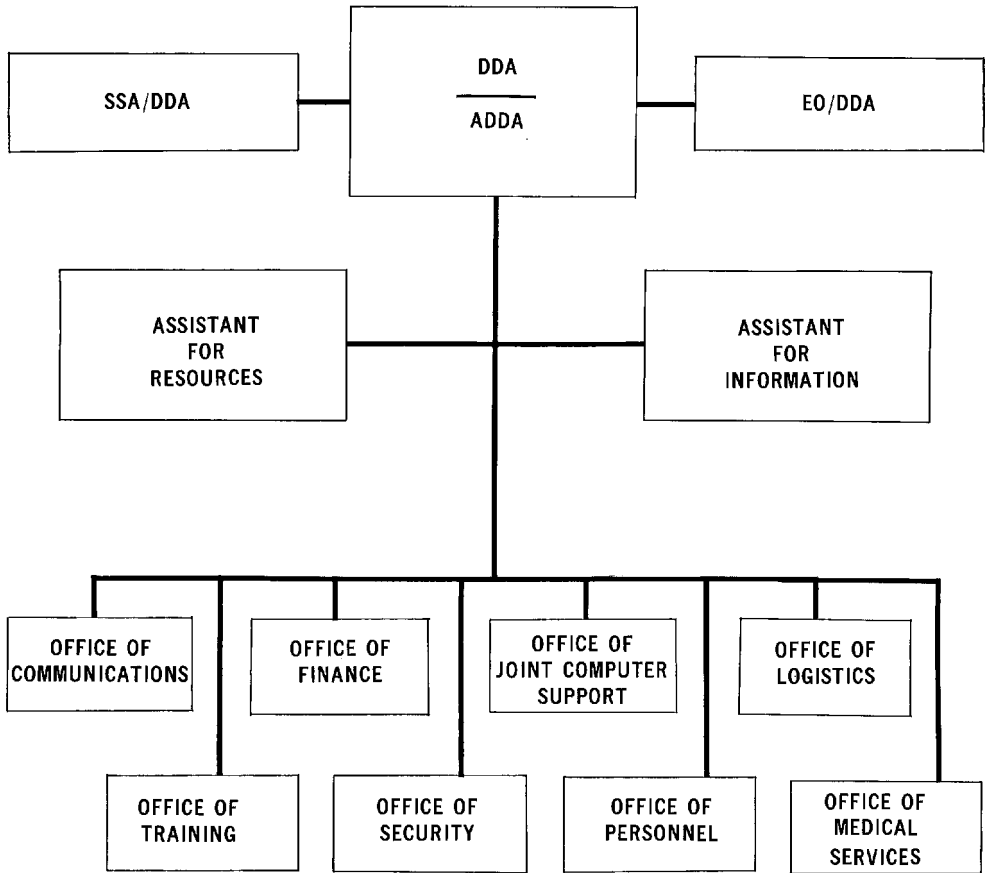 SSA/DDA
DDA
ADDA
EO/DDA
ASSISTANT
FOR
RESOURCES
ASSISTANT
FOR
INFORMATION
OFFICE OF
COMMUNICATIONS
OFFICE OF
FINANCE
OFFICE OF
JOINT COMPUTER
SUPPORT
OFFICE OF
LOGISTICS
OFFICE OF
TRAINING
OFFICE OF
SECURITY
OFFICE OF
PERSONNEL
OFFICE OF
MEDICAL
SERVICES